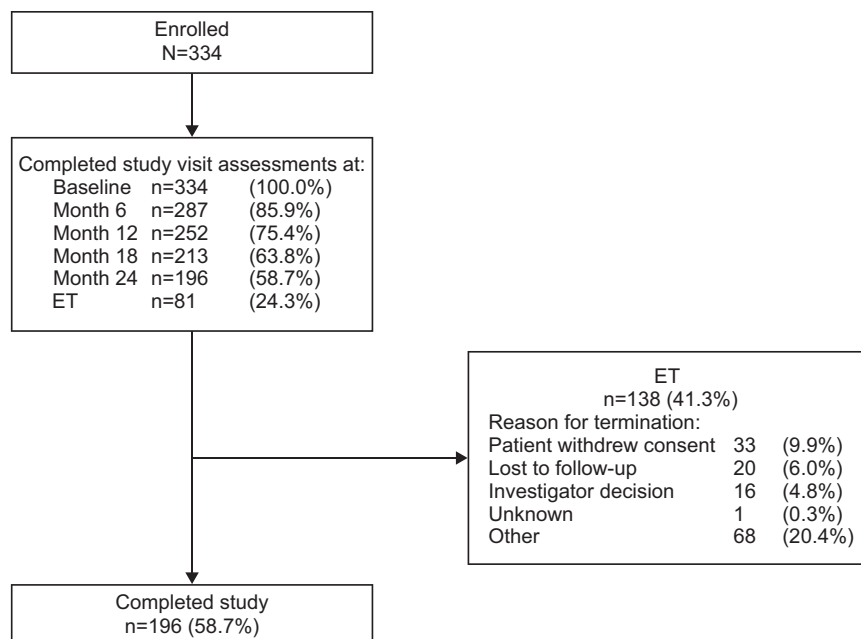 Enrolled
N=334
Completed study visit assessments at:
Baseline n=334 (100.0%)
Month 6 n=287 (85.9%)
Month 12 n=252 (75.4%)
Month 18 n=213 (63.8%)
Month 24 n=196 (58.7%)
ET n=81 (24.3%)
ET
n=138 (41.3%)
Reason for termination:
Patient withdrew consent 33 (9.9%)
Lost to follow-up 20 (6.0%)
Investigator decision 16 (4.8%)
Unknown 1 (0.3%)
Other 68 (20.4%)
Completed study
n=196 (58.7%)